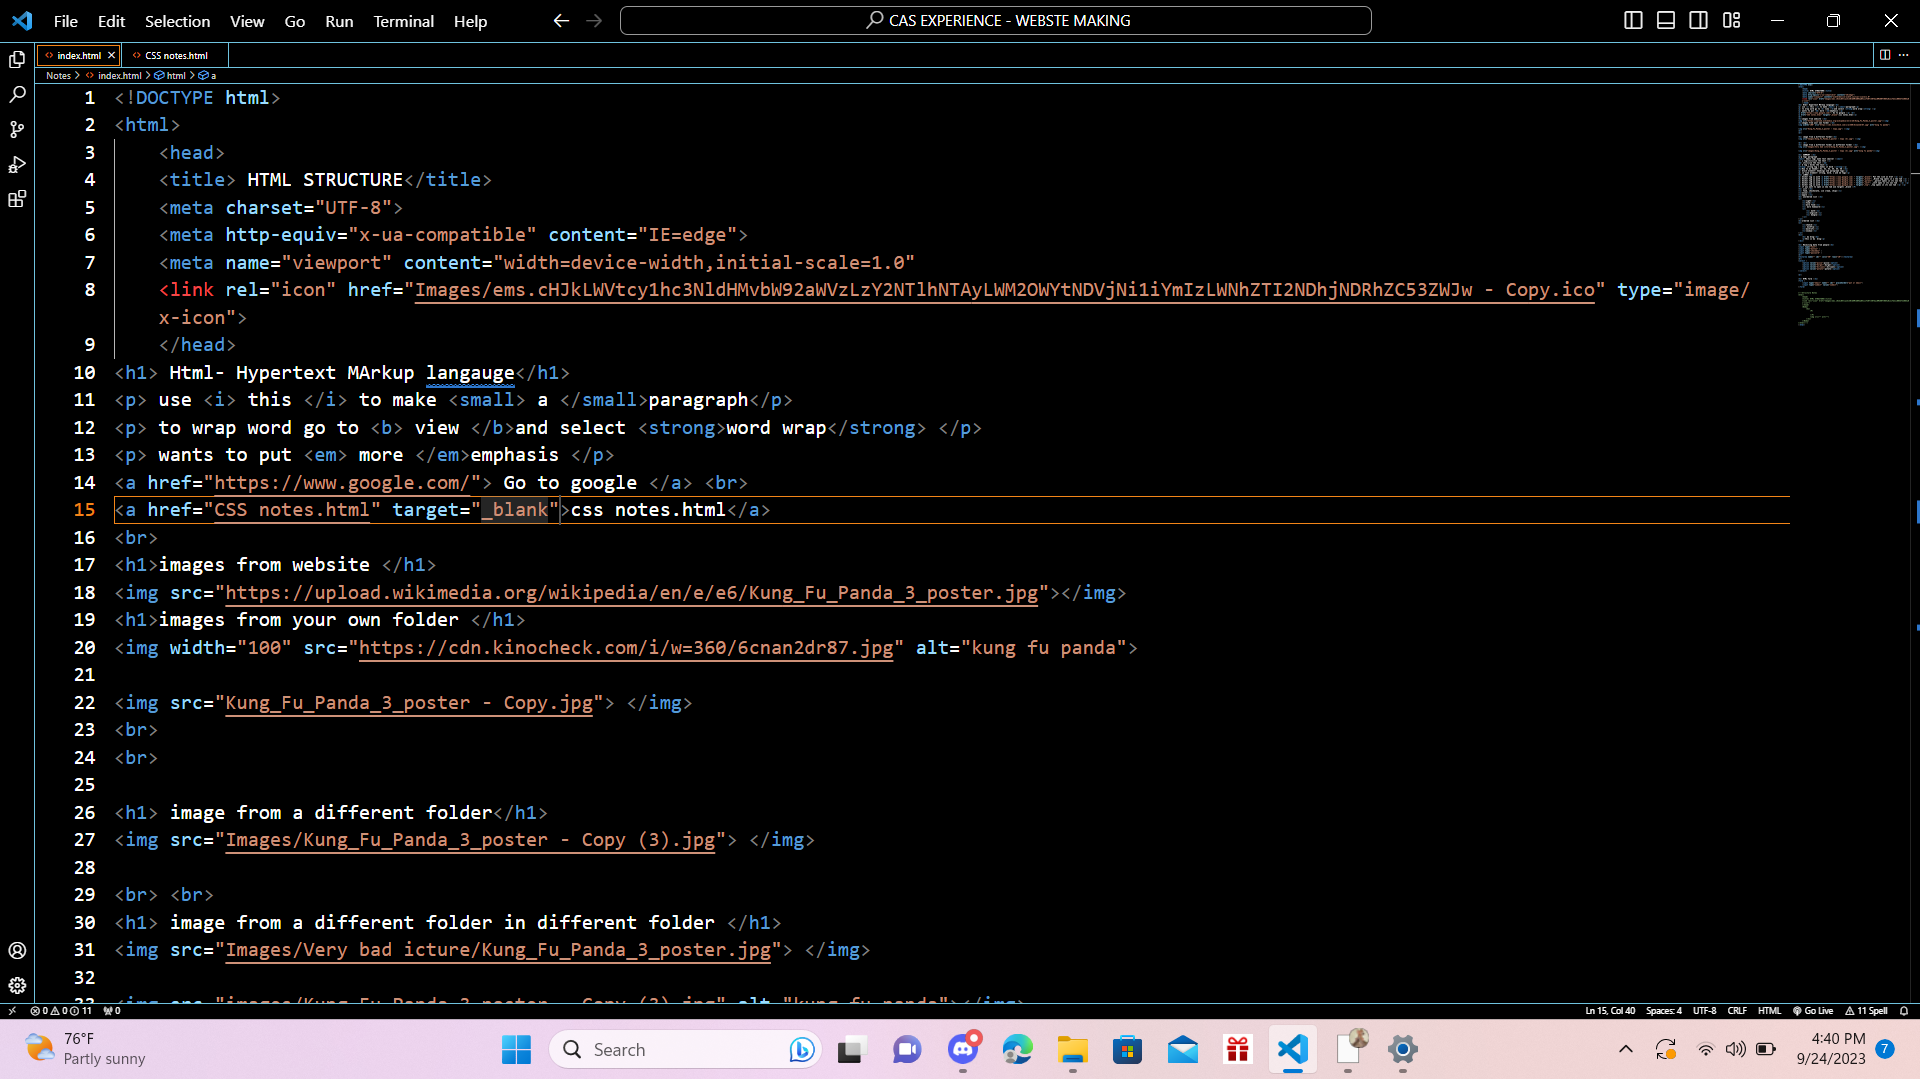 File Edit Selection View Go Run Terminal Help
CAS EXPERIENCE - WEBSTE MAKING
index.html
CSS notes.html
Notes > index.html > html > a
1 <!DOCTYPE html>
2 <html>
3 <head>
4 <title> HTML STRUCTURE</title>
5 <meta charset="UTF-8">
6 <meta http-equiv="x-ua-compatible" content="IE=edge">
7 <meta name="viewport" content="width=device-width,initial-scale=1.0"
8 <link rel="icon" href="Images/ems.cHJkLWVtcy1hc3NldHMvbW92aWVzLzY2NTlhNTAyLWM2OWYtNDVjNi1iYmIzLWNhZTI2NDhjNDRhZC53ZWJw - Copy.ico" type="image/
x-icon">
9 </head>
10 <h1> Html- Hypertext MArkup langauge</h1>
11 <p> use <i> this </i> to make <small> a </small>paragraph</p>
12 <p> to wrap word go to <b> view </b>and select <strong>word wrap</strong> </p>
13 <p> wants to put <em> more </em>emphasis </p>
14 <a href="https://www.google.com/"> Go to google </a> <br>
15 <a href="CSS notes.html" target="_blank">css notes.html</a>
16 <br>
17 <h1>images from website </h1>
18 <img src="https://upload.wikimedia.org/wikipedia/en/e/e6/Kung_Fu_Panda_3_poster.jpg"></img>
19 <h1>images from your own folder </h1>
20 <img width="100" src="https://cdn.kinocheck.com/i/w=360/6cnan2dr87.jpg" alt="kung fu panda">
21
22 <img src="Kung_Fu_Panda_3_poster - Copy.jpg"> </img>
23 <br>
24 <br>
25
26 <h1> image from a different folder</h1>
27 <img src="Images/Kung_Fu_Panda_3_poster - Copy (3).jpg"> </img>
28
29 <br> <br>
30 <h1> image from a different folder in different folder </h1>
31 <img src="Images/Very bad icture/Kung_Fu_Panda_3_poster.jpg"> </img>
32
33 <img src="images/Kung_Fu_Panda_3_poster - Copy (3).jpg" alt="kung fu panda"></img>
0 0 11 0
Ln 15, Col 40 Spaces: 4 UTF-8 CRLF HTML Go Live 11 Spell
76°F
Partly sunny
Search
4:40 PM
9/24/2023
7